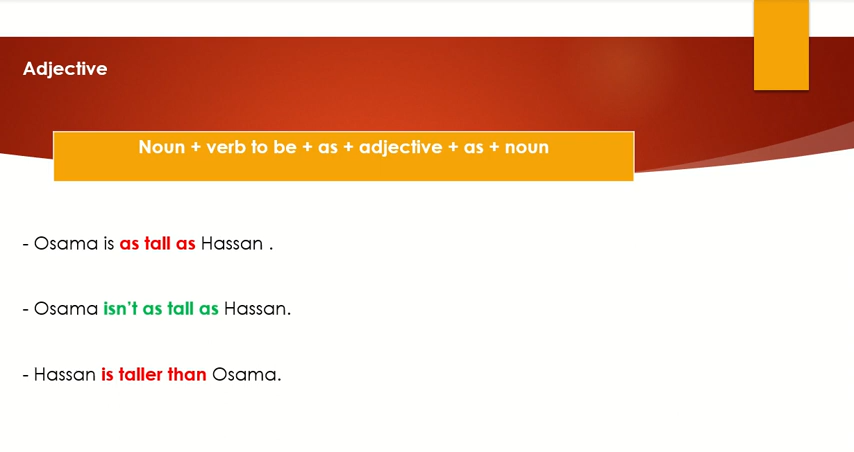 Adjective
Noun + verb to be + as + adjective + as + noun
- Osama is as tall as Hassan .
- Osama isn’t as tall as Hassan.
- Hassan is taller than Osama.